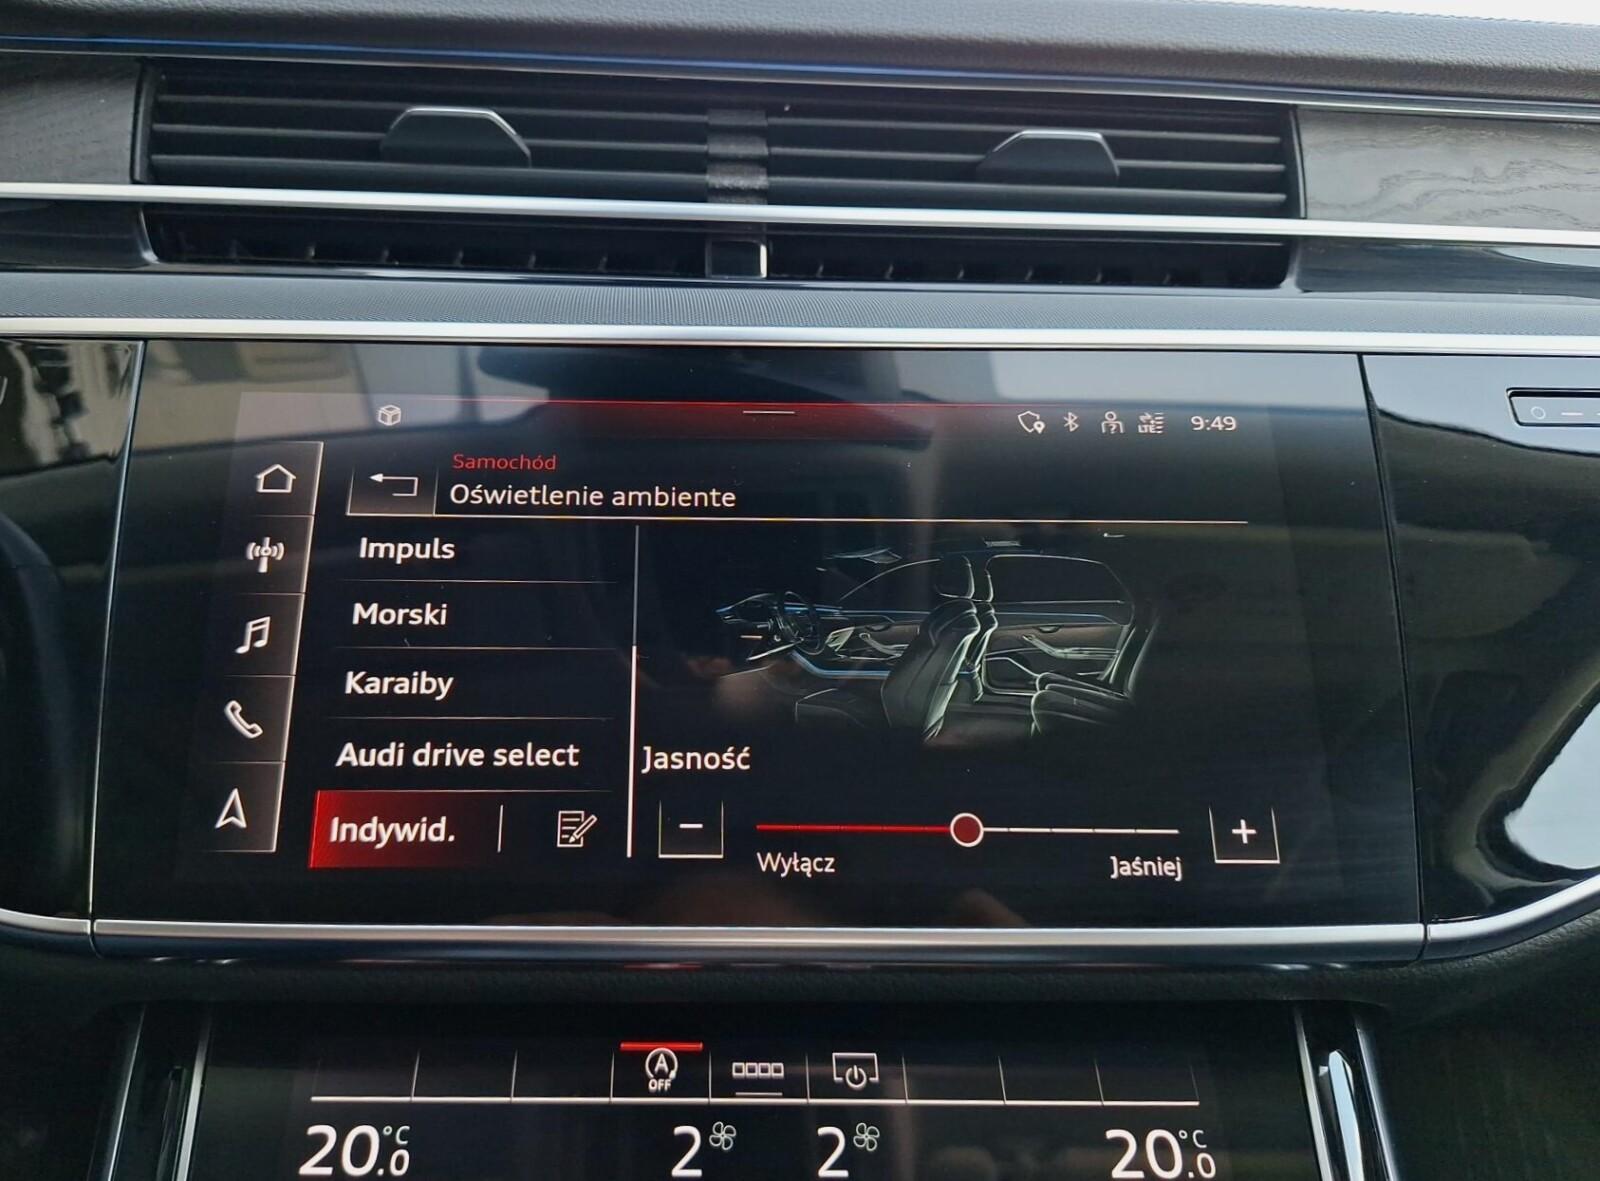 LTE 9:49
Samochód
Oświetlenie ambiente
Impuls
Morski
Karaiby
Audi drive select
Jasność
Indywid.
− +
Wyłącz Jaśniej
A
OFF
20.0°C 2 2 20.0°C